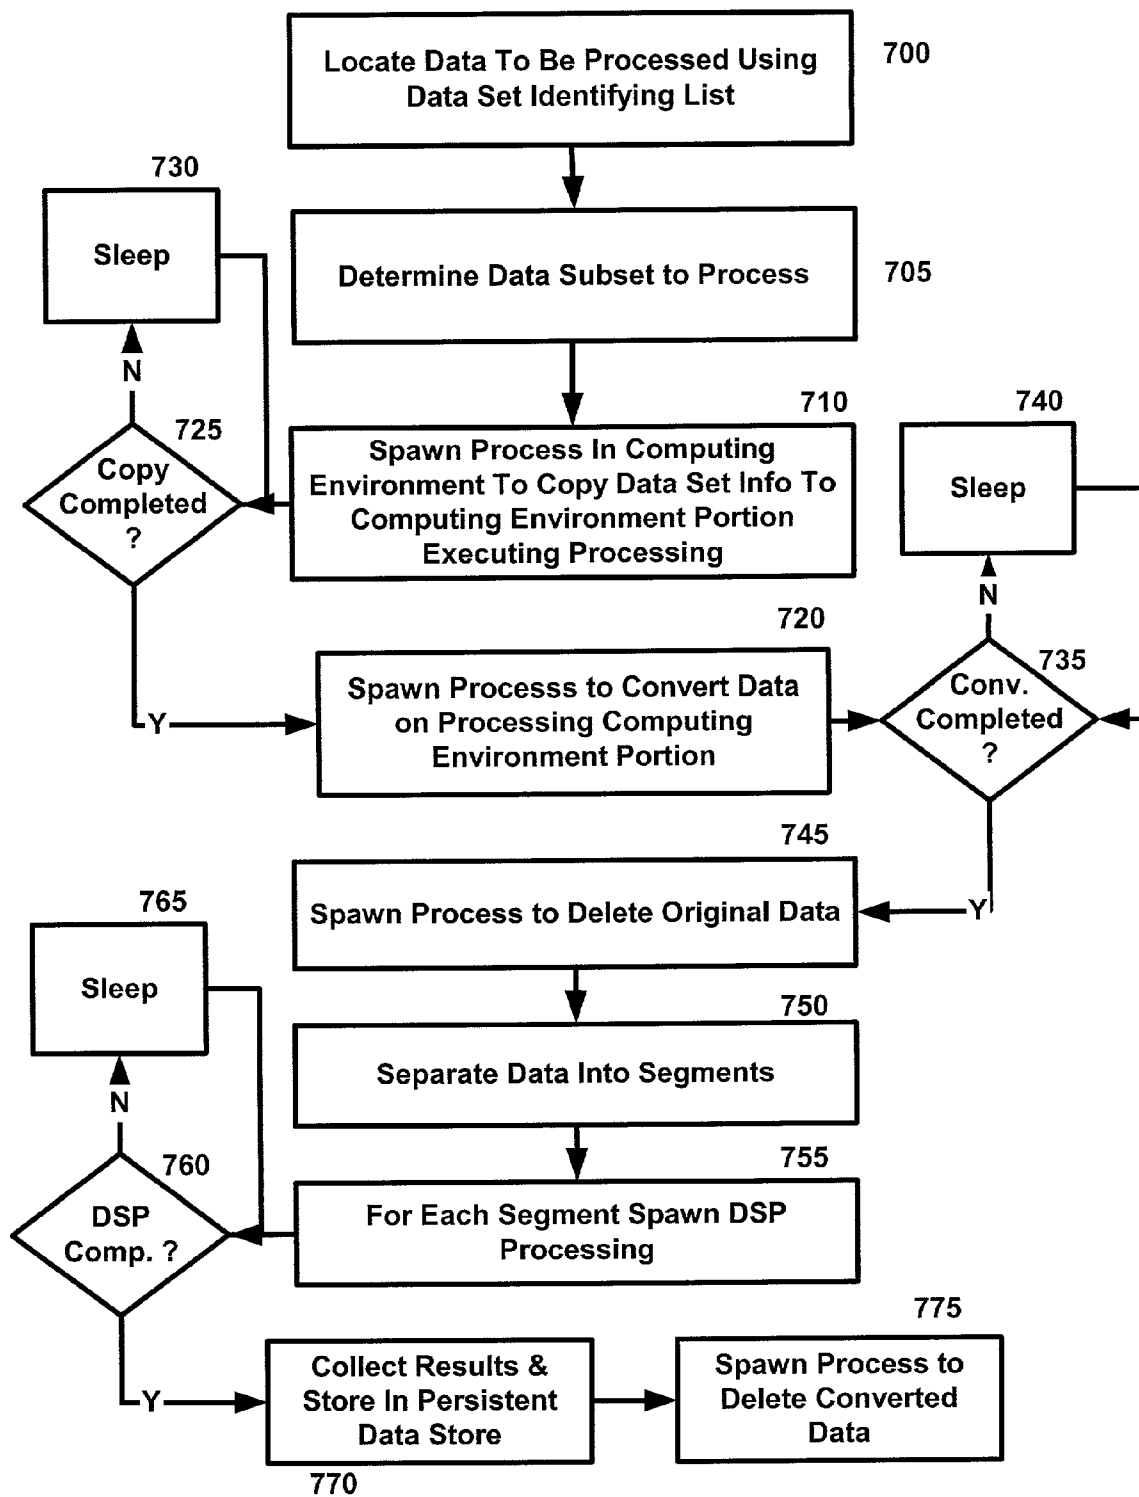 Locate Data To Be Processed Using
Data Set Identifying List
700
730
Sleep
Determine Data Subset to Process
705
N
710
740
725
Copy
Completed
?
Spawn Process In Computing
Environment To Copy Data Set Info To
Computing Environment Portion
Executing Processing
Sleep
N
720
735
Y
Spawn Processs to Convert Data
on Processing Computing
Environment Portion
Conv.
Completed
?
745
765
Spawn Process to Delete Original Data
Y
Sleep
750
Separate Data Into Segments
N
755
760
DSP
Comp. ?
For Each Segment Spawn DSP
Processing
775
Y
Collect Results &
Store In Persistent
Data Store
770
Spawn Process to
Delete Converted
Data